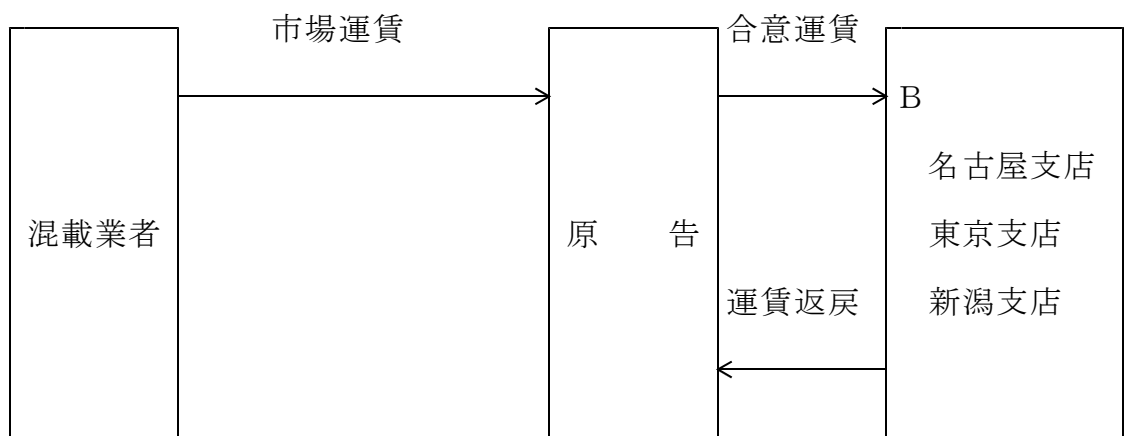 市場運賃
合意運賃
B
名古屋支店
混載業者
原 告
東京支店
運賃返戻
新潟支店